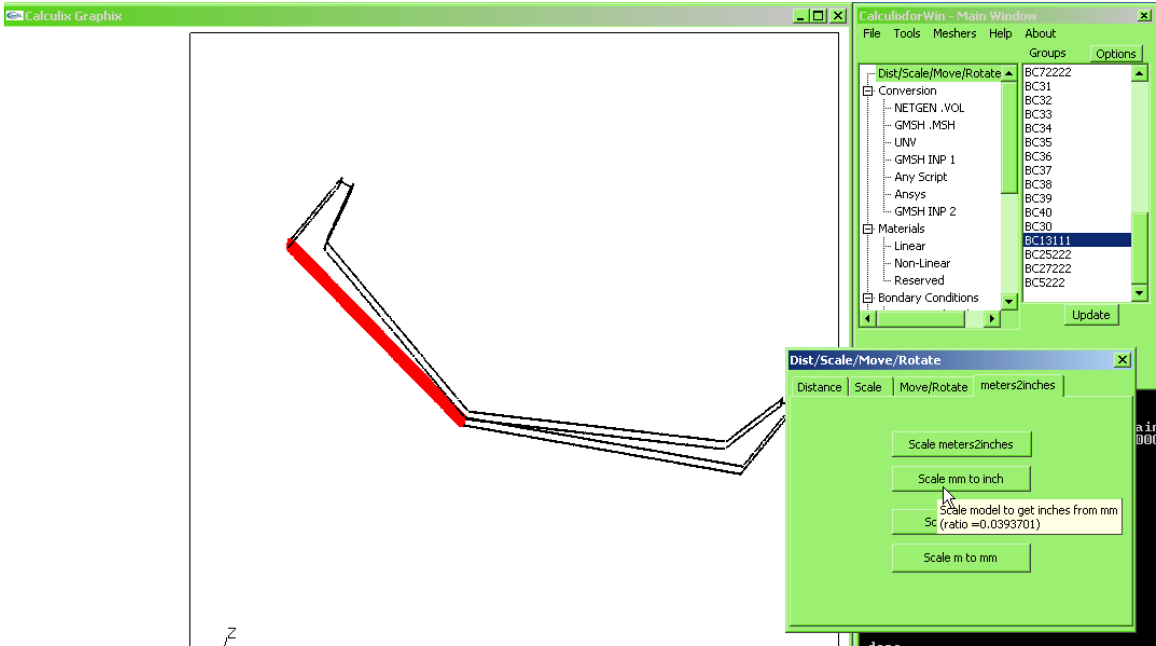 Calculix Graphix
Z
CalculixforWin - Main Window
File Tools Meshers Help About
Groups Options
Dist/Scale/Move/Rotate
Conversion
NETGEN .VOL
GMSH .MSH
UNV
GMSH INP 1
Any Script
Ansys
GMSH INP 2
Materials
Linear
Non-Linear
Reserved
Bondary Conditions
BC72222
BC31
BC32
BC33
BC34
BC35
BC36
BC37
BC38
BC39
BC40
BC30
BC13111
BC25222
BC27222
BC5222
Update
Dist/Scale/Move/Rotate
Distance Scale Move/Rotate meters2inches
Scale meters2inches
Scale mm to inch
Scale model to get inches from mm
(ratio =0.0393701)
Scale m to mm